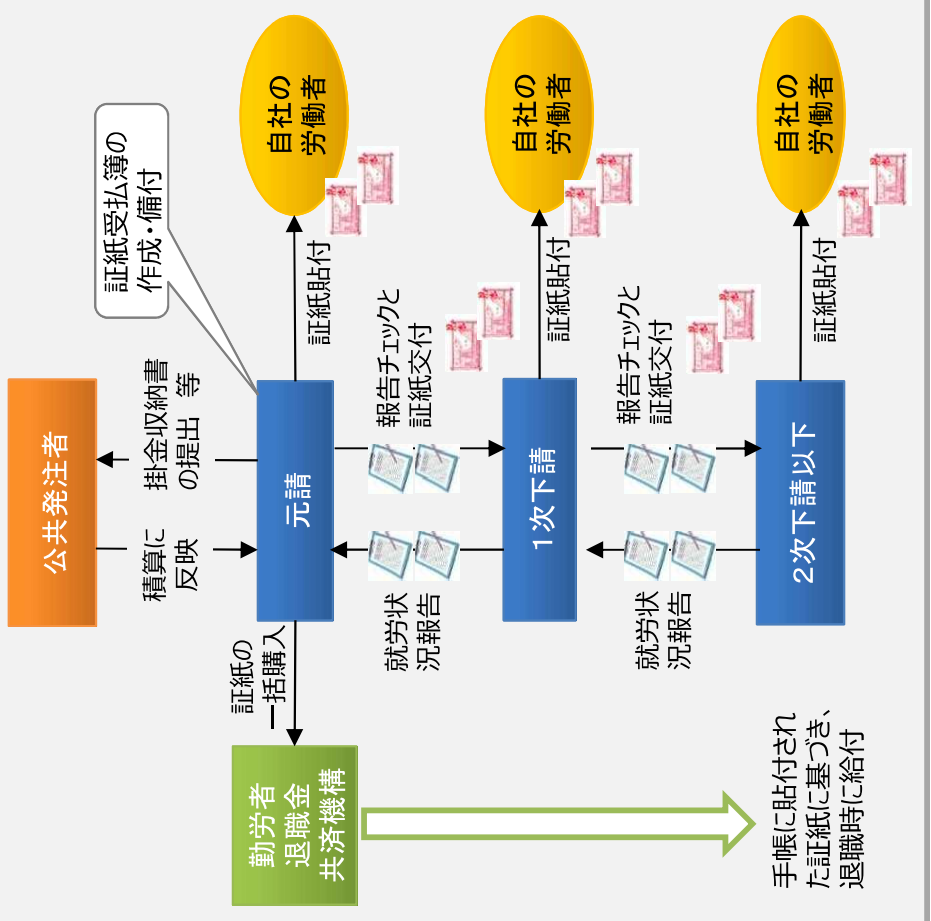 公共発注者
積算に
反映
掛金収納書
の提出 等
証紙受払簿の
作成・備付
勤労者
退職金
共済機構
証紙の
一括購入
元請
証紙貼付
自社の
労働者
就労状
況報告
報告チェックと
証紙交付
1次下請
証紙貼付
自社の
労働者
就労状
況報告
報告チェックと
証紙交付
2次下請以下
証紙貼付
自社の
労働者
手帳に貼付され
た証紙に基づき、
退職時に給付